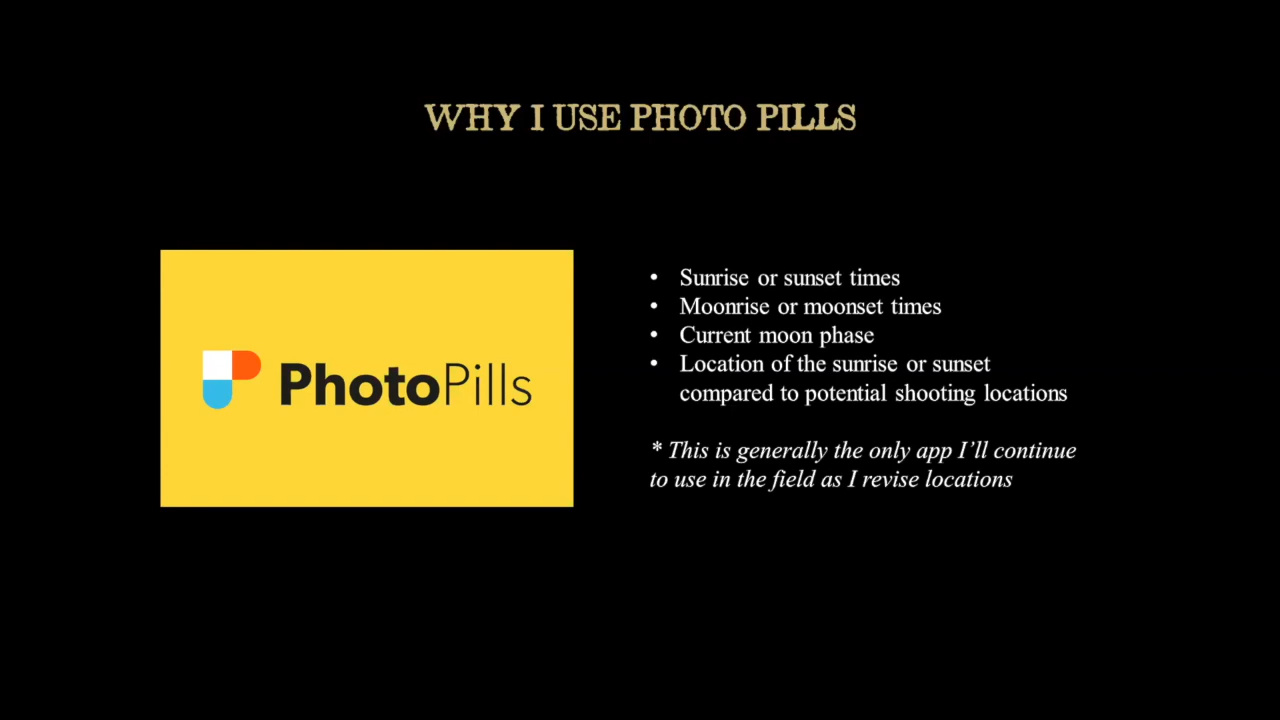 WHY I USE PHOTO PILLS
PhotoPills
• Sunrise or sunset times
• Moonrise or moonset times
• Current moon phase
• Location of the sunrise or sunset
compared to potential shooting locations
* This is generally the only app I’ll continue
to use in the field as I revise locations